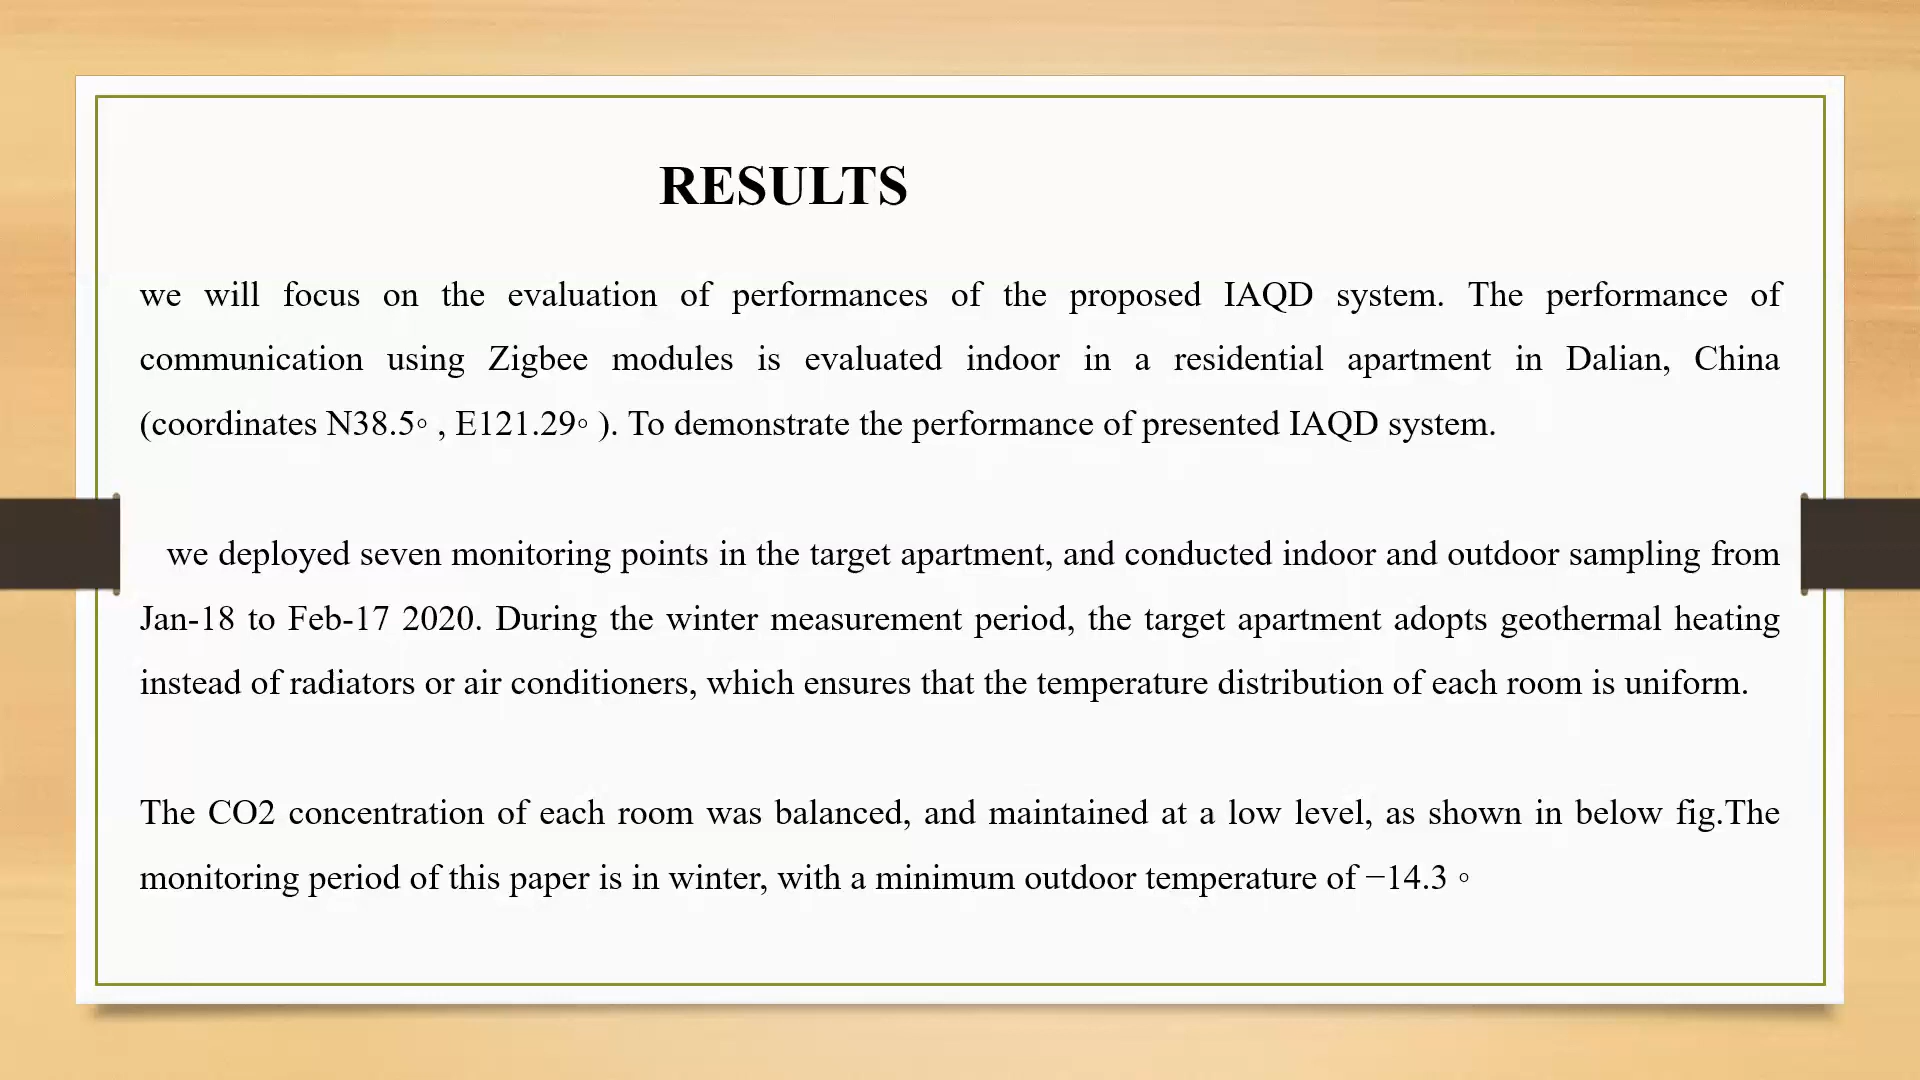 RESULTS
we will focus on the evaluation of performances of the proposed IAQD system. The performance of
communication using Zigbee modules is evaluated indoor in a residential apartment in Dalian, China
(coordinates N38.5◦ , E121.29◦ ). To demonstrate the performance of presented IAQD system.
we deployed seven monitoring points in the target apartment, and conducted indoor and outdoor sampling from
Jan-18 to Feb-17 2020. During the winter measurement period, the target apartment adopts geothermal heating
instead of radiators or air conditioners, which ensures that the temperature distribution of each room is uniform.
The CO2 concentration of each room was balanced, and maintained at a low level, as shown in below fig.The
monitoring period of this paper is in winter, with a minimum outdoor temperature of −14.3 ◦